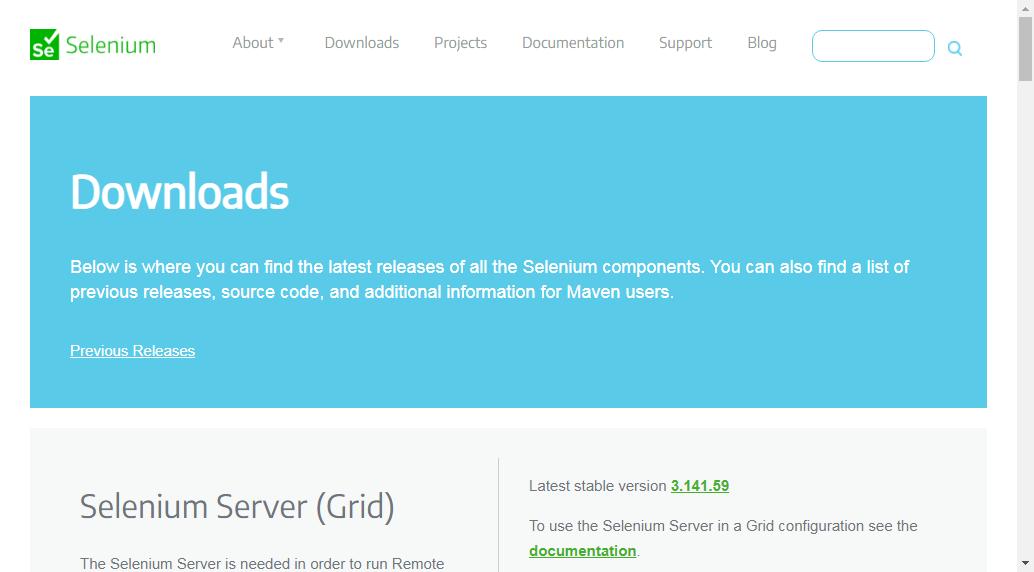 Se Selenium
About Downloads Projects Documentation Support Blog
Downloads
Below is where you can find the latest releases of all the Selenium components. You can also find a list of
previous releases, source code, and additional information for Maven users.
Previous Releases
Selenium Server (Grid)
The Selenium Server is needed in order to run Remote
Latest stable version 3.141.59
To use the Selenium Server in a Grid configuration see the
documentation.